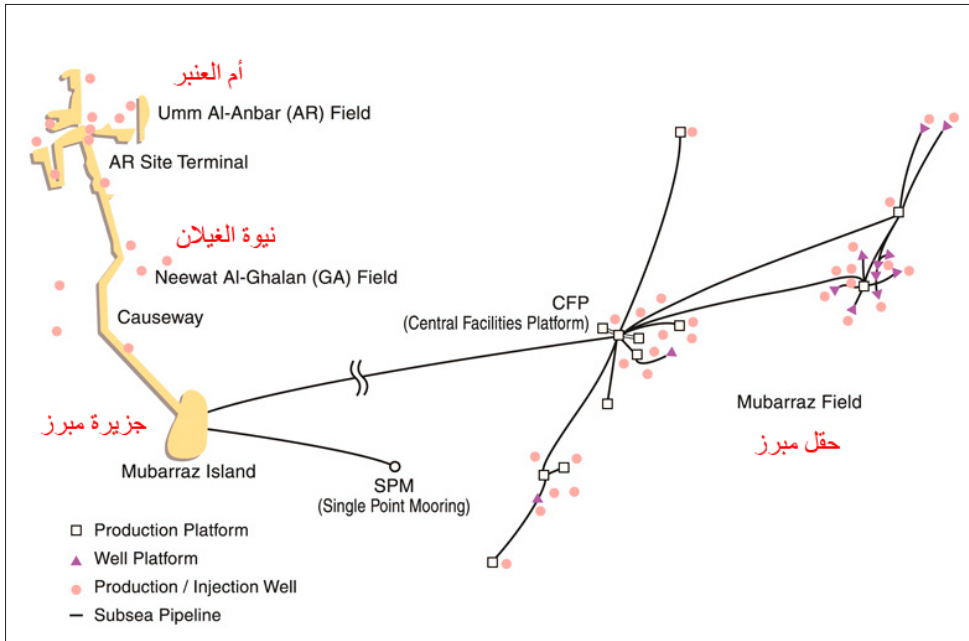 أم العنبر
Umm Al-Anbar (AR) Field
AR Site Terminal
نيوة الغيلان
Neewat Al-Ghalan (GA) Field
Causeway
CFP
(Central Facilities Platform)
Mubarraz Field
حقل مبرز
جزيرة مبرز
Mubarraz Island
SPM
(Single Point Mooring)
Production Platform
Well Platform
Production / Injection Well
Subsea Pipeline